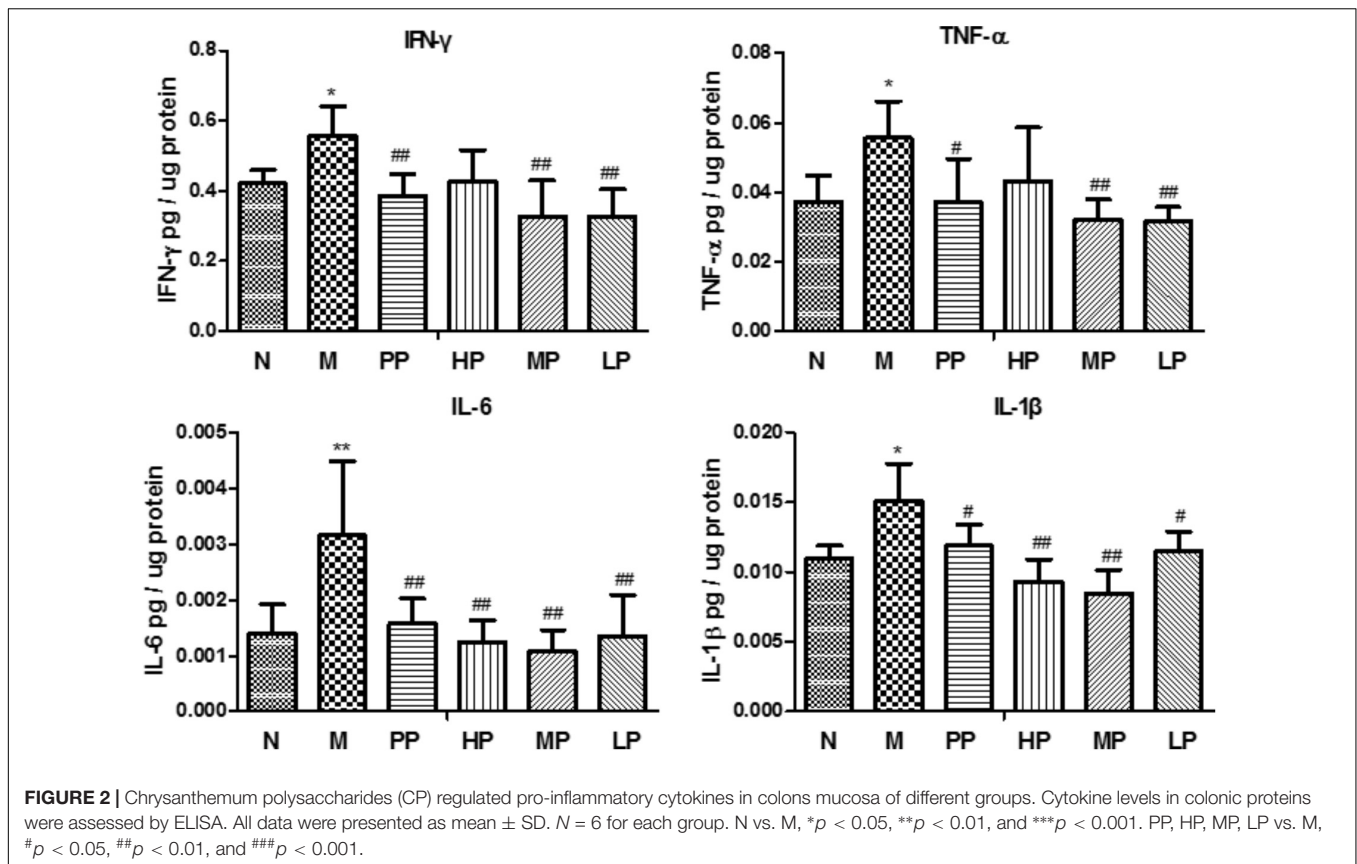 IFN-γ
IFN-γ pg / ug protein
0.8
0.6
0.4
0.2
0.0
*
##
##
##
N M PP HP MP LP
TNF-α
TNF-α pg / ug protein
0.08
0.06
0.04
0.02
0.00
*
#
##
##
N M PP HP MP LP
IL-6
IL-6 pg / ug protein
0.005
0.004
0.003
0.002
0.001
0.000
**
##
##
##
##
N M PP HP MP LP
IL-1β
IL-1β pg / ug protein
0.020
0.015
0.010
0.005
0.000
*
#
##
##
#
N M PP HP MP LP
FIGURE 2 | Chrysanthemum polysaccharides (CP) regulated pro-inflammatory cytokines in colons mucosa of different groups. Cytokine levels in colonic proteins
were assessed by ELISA. All data were presented as mean ± SD. N = 6 for each group. N vs. M, *p < 0.05, **p < 0.01, and ***p < 0.001. PP, HP, MP, LP vs. M,
#p < 0.05, ##p < 0.01, and ###p < 0.001.